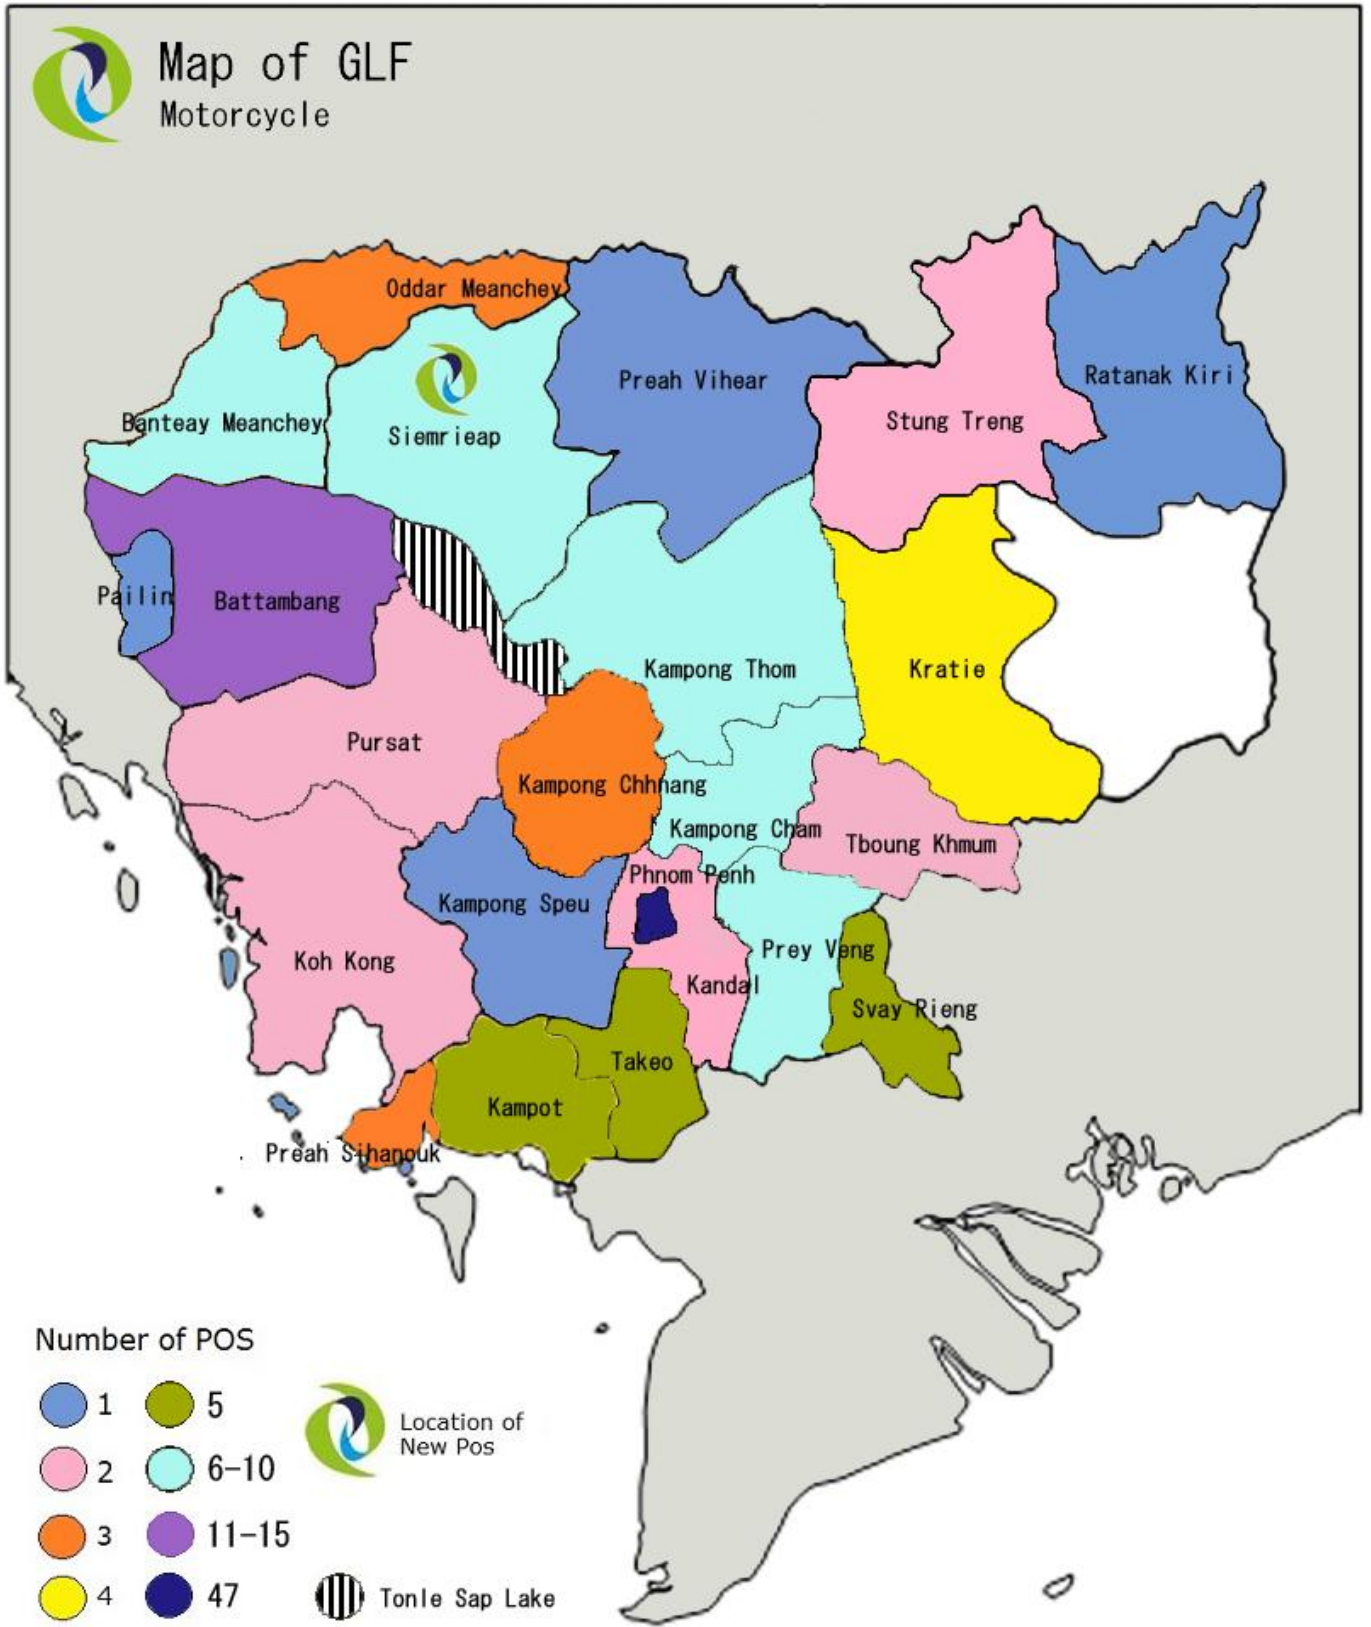 Map of GLF
Motorcycle
Oddar Meanchey
Preah Vihear
Ratanak Kiri
Stung Treng
Banteay Meanchey
Siemrieap
Pailin
Battambang
Kampong Thom
Kratie
Pursat
Kampong Chhnang
Kampong Cham
Tboung Khmum
Phnom Penh
Kampong Speu
Prey Veng
Koh Kong
Kandal
Svay Rieng
Takeo
Kampot
Preah Sihanouk
Number of POS
1
5
2
6-10
3
11-15
4
47
Location of
New Pos
Tonle Sap Lake